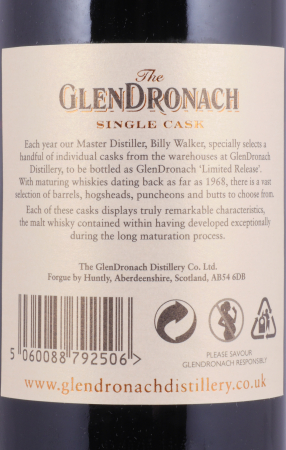 The
GLENDRONACH
SINGLE CASK
Each year our Master Distiller, Billy Walker, specially selects a
handful of individual casks from the warehouses at GlenDronach
Distillery, to be bottled as GlenDronach 'Limited Release'.
With maturing whiskies dating back as far as 1968, there is a vast
selection of barrels, hogsheads, puncheons and butts to choose from.
Each of these casks displays truly remarkable characteristics,
the malt whisky contained within having developed exceptionally
during the long maturation process.
The GlenDronach Distillery Co. Ltd.
Forgue by Huntly, Aberdeenshire, Scotland, AB54 6DB
5 060088 792506 >
PLEASE SAVOUR
GLENDRONACH RESPONSIBLY
www.glendronachdistillery.co.uk